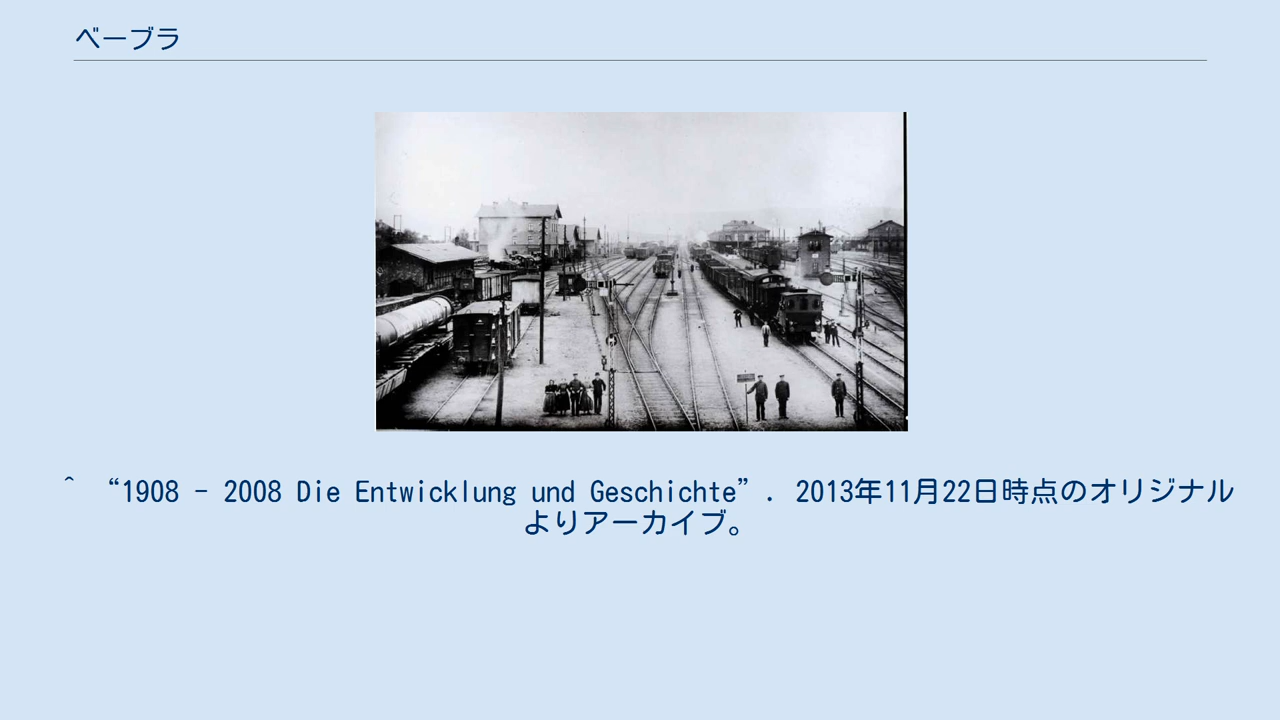 ベーブラ
^ “1908 - 2008 Die Entwicklung und Geschichte”. 2013年11月22日時点のオリジナル
よりアーカイブ。